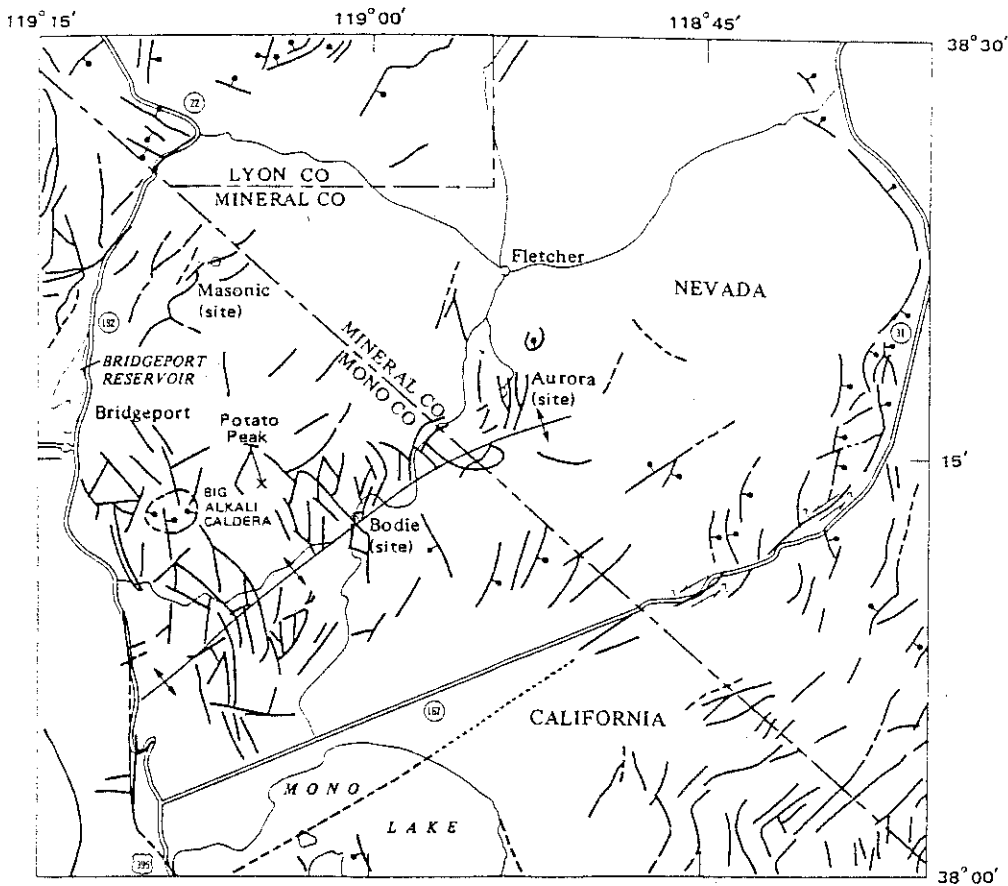 119°15′
119°00′
118°45′
38°30′
22
LYON CO
MINERAL CO
Fletcher
NEVADA
Masonic
(site)
182
31
MINERAL CO
MONO CO
BRIDGEPORT
RESERVOIR
Aurora
(site)
Bridgeport
Potato
Peak
15′
BIG
ALKALI
CALDERA
Bodie
(site)
167
CALIFORNIA
MONO
LAKE
395
38°00′